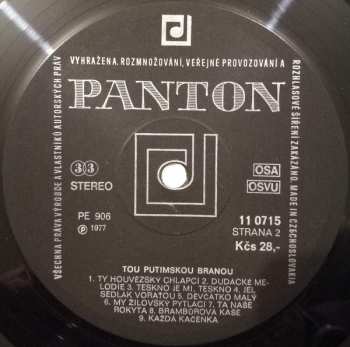 VŠECHNA PRÁVA VÝROBCE A VLASTNÍKŮ AUTORSKÝCH PRÁV
VYHRAŽENA. ROZMNOŽOVÁNÍ, VEŘEJNÉ PROVOZOVÁNÍ A
ROZHLASOVÉ ŠÍŘENÍ ZAKÁZÁNO. MADE IN CZECHOSLOVAKIA
PANTON
33
STEREO
OSA
OSVU
PE 906
℗ 1977
11 0715
STRANA 2
Kčs 28,-
TOU PUTIMSKOU BRANOU
1. TY HOUVEZSKÝ CHLAPCI 2. DUDÁCKÉ ME-
LODIE 3. TESKNO JE MI, TESKNO 4. JEL
SEDLÁK VORATOU 5. DĚVČÁTKO MALÝ
6. MY ŽILOVSKÝ PYTLÁCI 7. TA NAŠE
ROKYTA 8. BRAMBOROVÁ KAŠE
9. KAŽDÁ KAČENKA